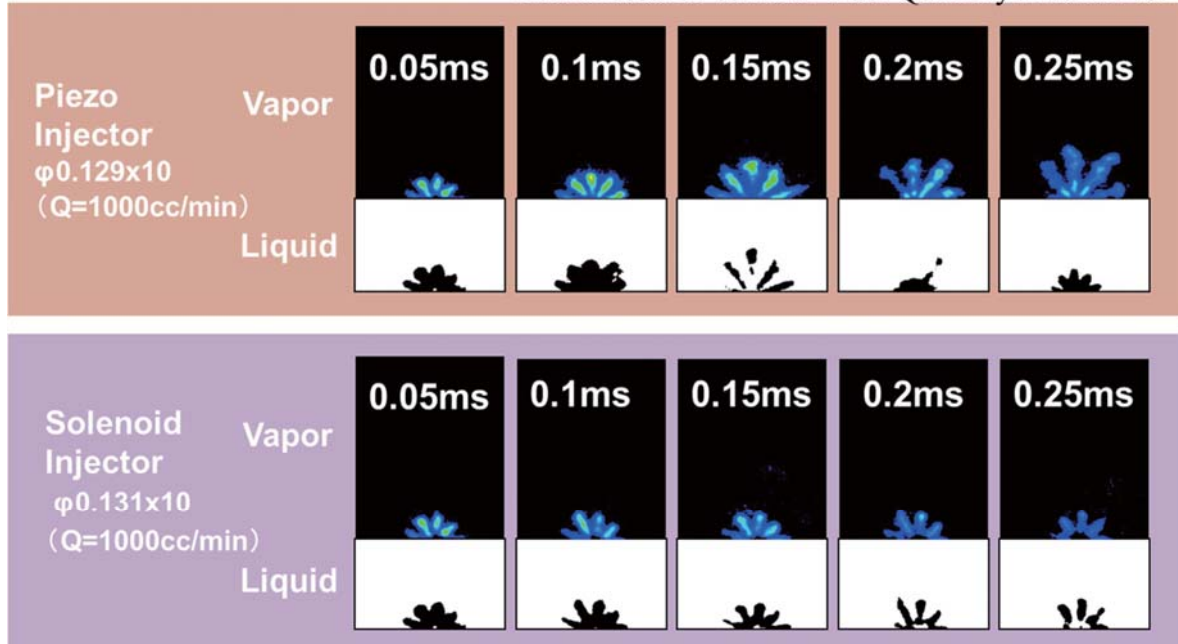 0.05ms 0.1ms 0.15ms 0.2ms 0.25ms
Piezo
Injector
Vapor
φ0.129x10
(Q=1000cc/min)
Liquid
0.05ms 0.1ms 0.15ms 0.2ms 0.25ms
Solenoid
Injector
Vapor
φ0.131x10
(Q=1000cc/min)
Liquid